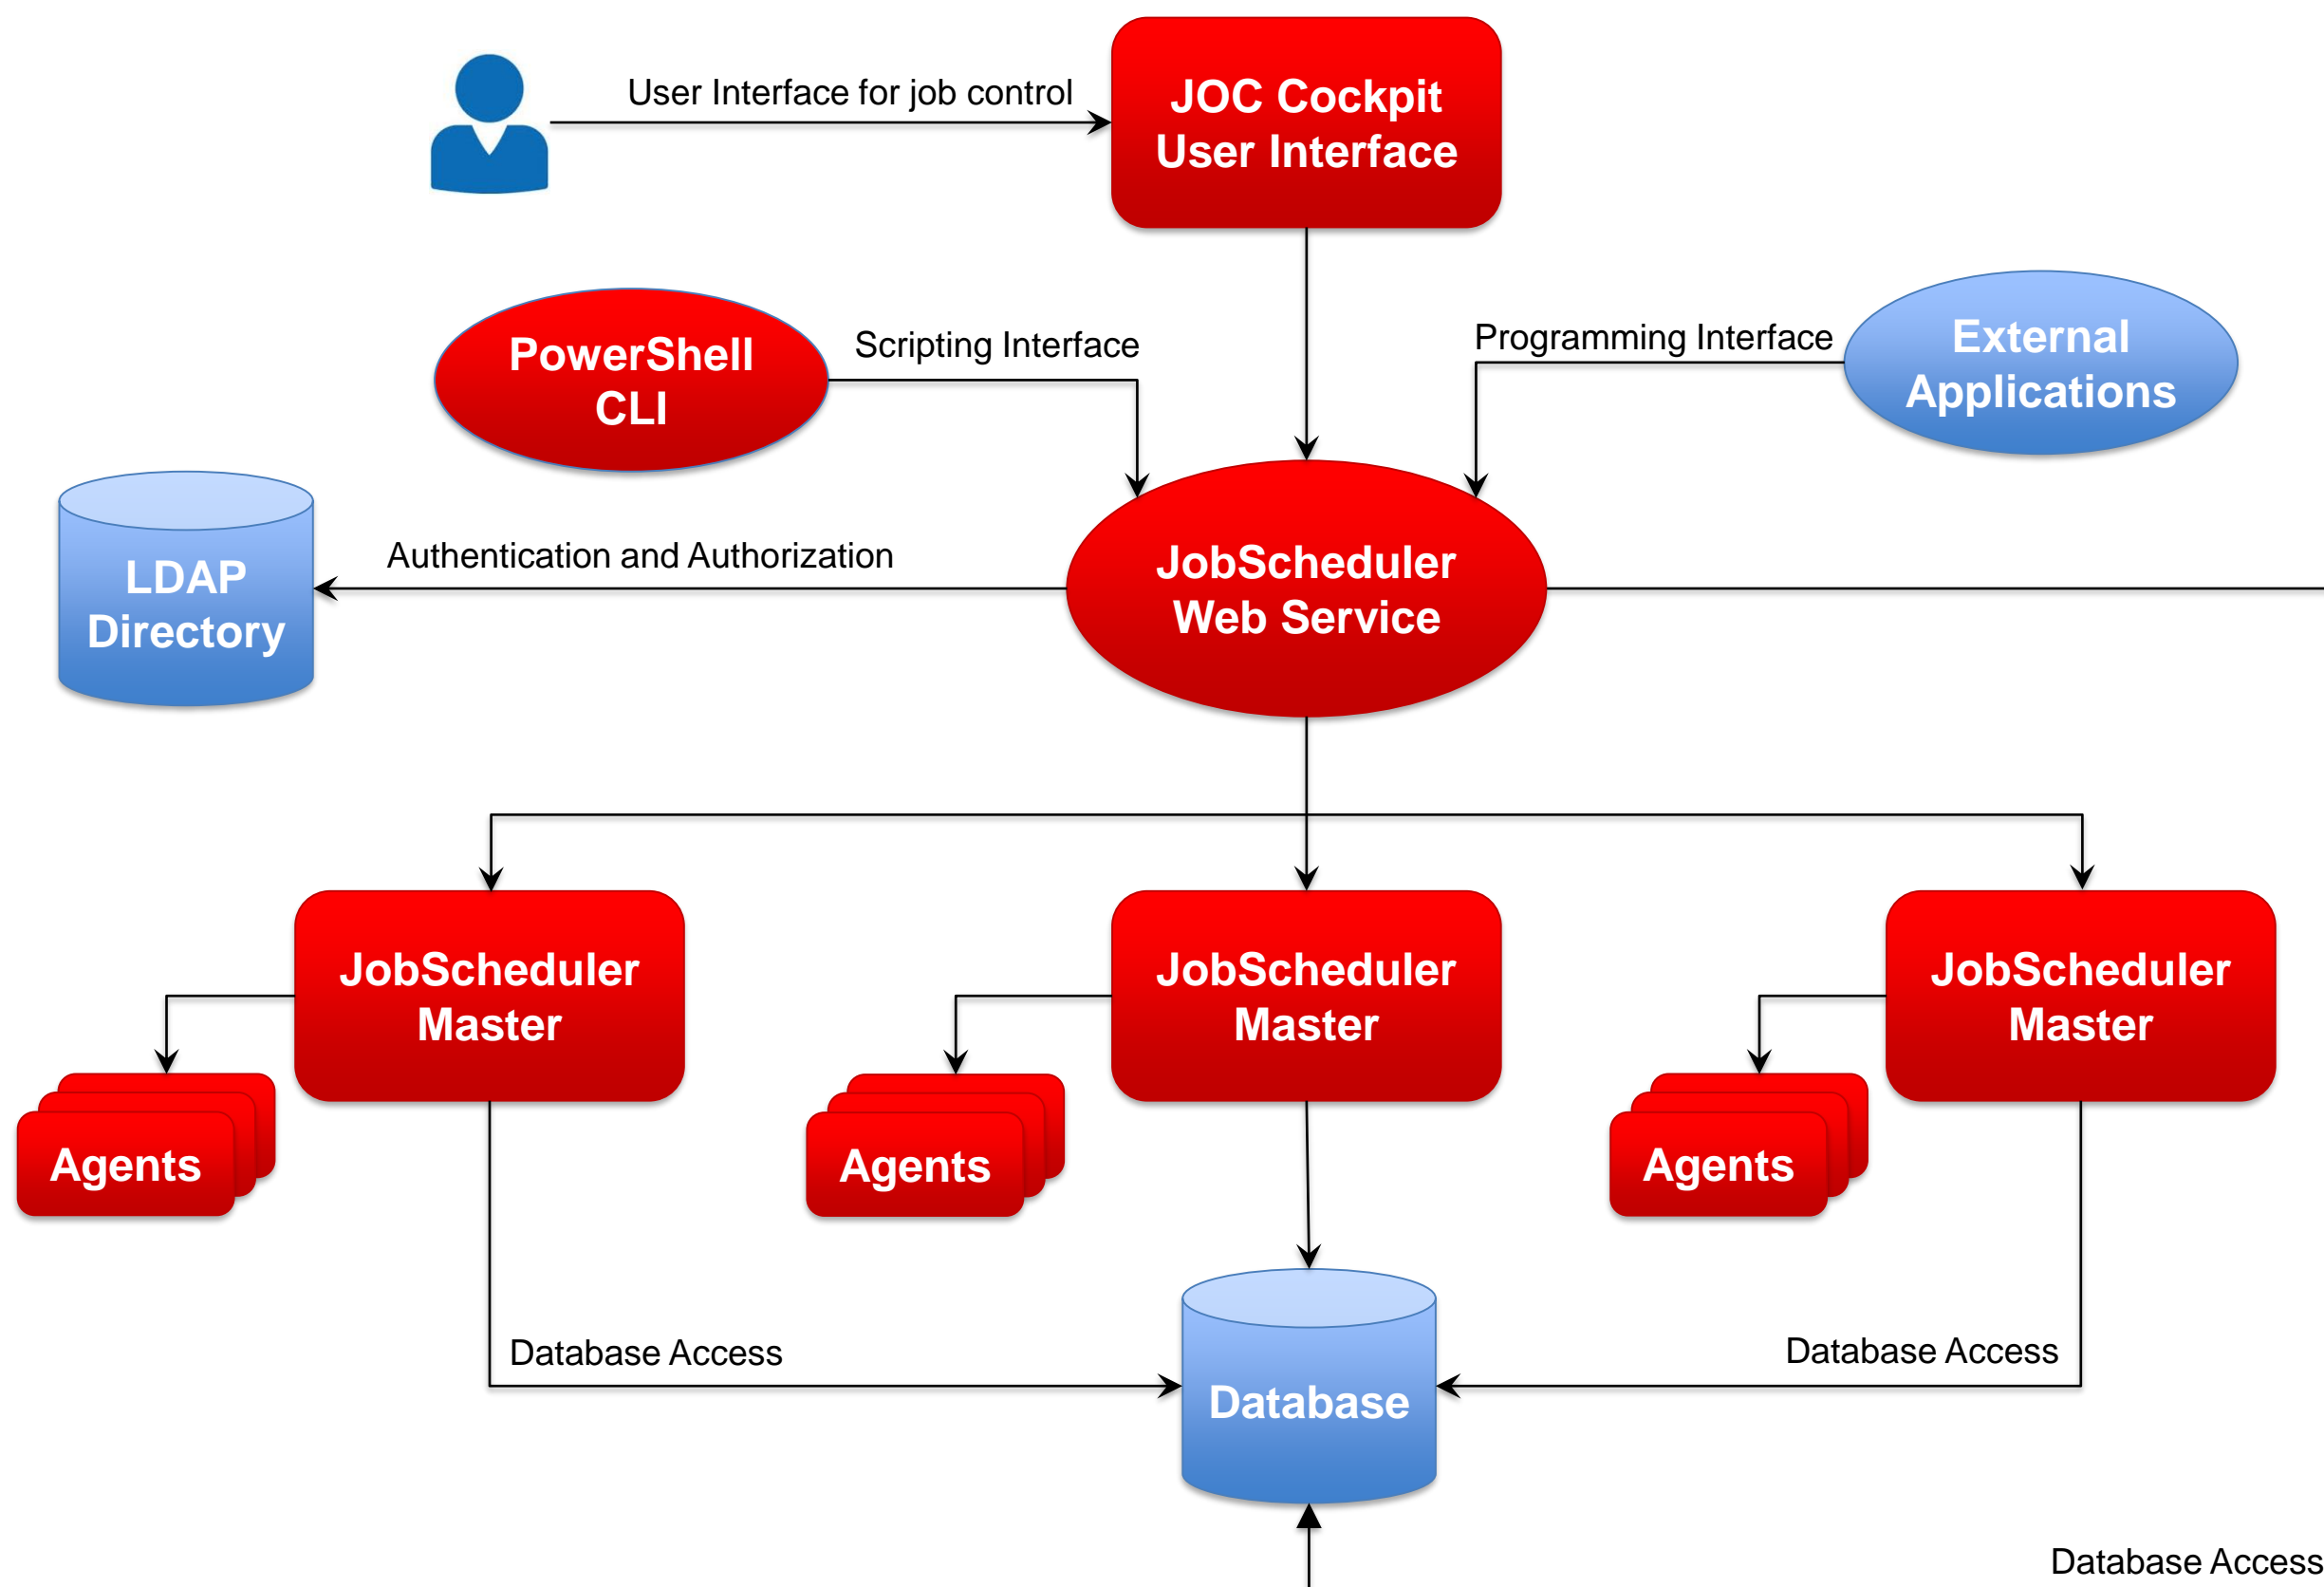 User Interface for job control
JOC Cockpit
User Interface
PowerShell
CLI
Scripting Interface
Programming Interface
External
Applications
LDAP
Directory
Authentication and Authorization
JobScheduler
Web Service
JobScheduler
Master
JobScheduler
Master
JobScheduler
Master
Agents
Agents
Agents
Database Access
Database
Database Access
Database Access